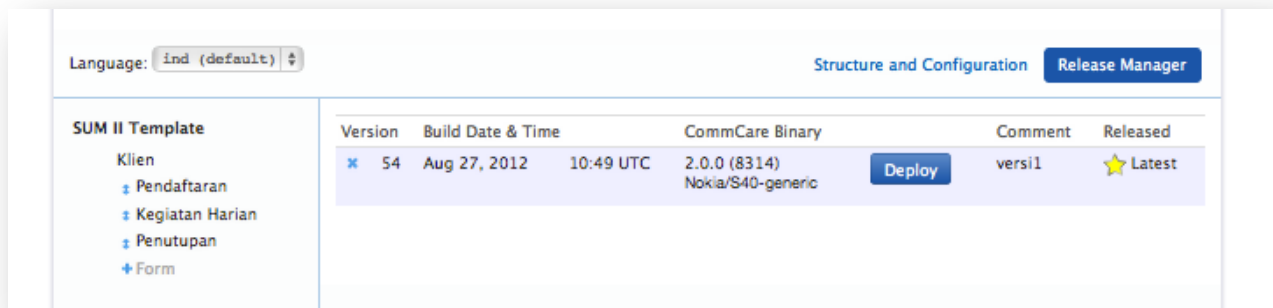 Language: ind (default)
Structure and Configuration
Release Manager
SUM II Template
Klien
Pendaftaran
Kegiatan Harian
Penutupan
Form
Version Build Date & Time CommCare Binary Comment Released
54 Aug 27, 2012 10:49 UTC 2.0.0 (8314) Deploy versi1 Latest
Nokia/S40-generic